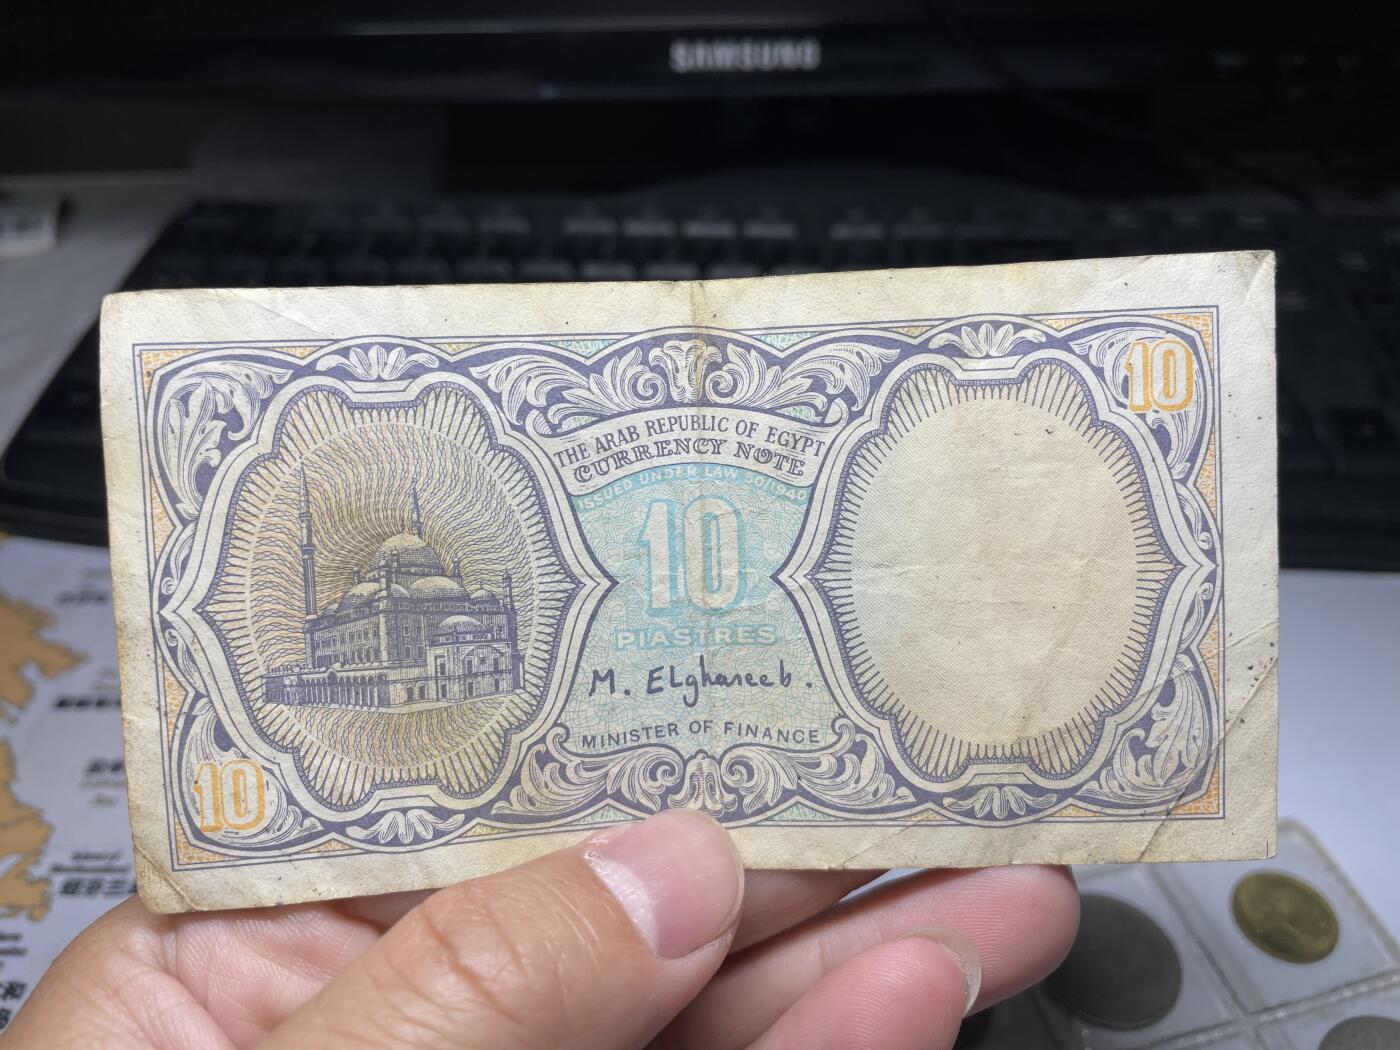 SAMSUNG
10
THE ARAB REPUBLIC OF EGYPT
CURRENCY NOTE
ISSUED UNDER LAW 50/1940
10
PIASTRES
M. Elghareeb.
MINISTER OF FINANCE
10